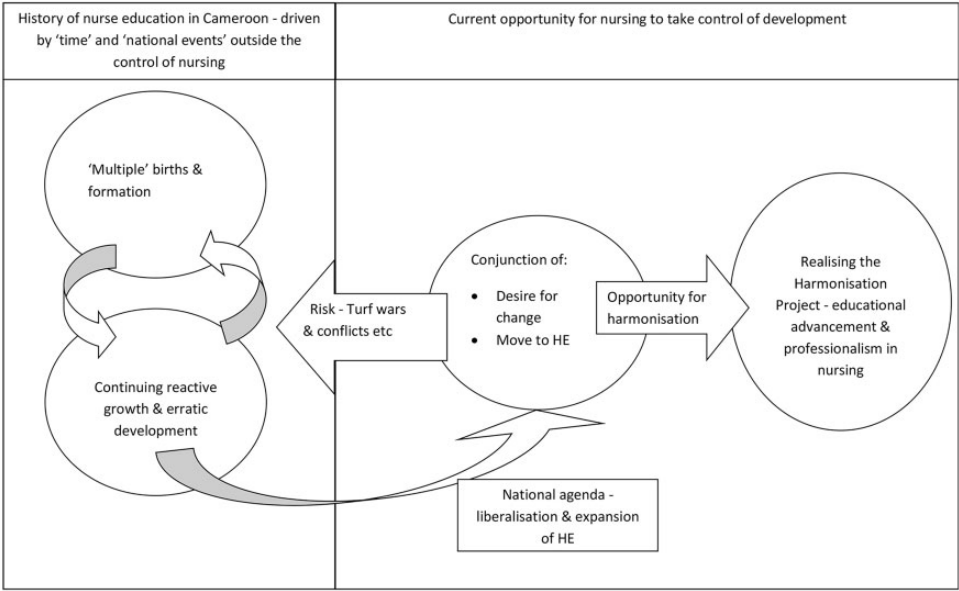 History of nurse education in Cameroon - driven
by ‘time’ and ‘national events’ outside the
control of nursing
Current opportunity for nursing to take control of development
‘Multiple’ births &
formation
Continuing reactive
growth & erratic
development
Risk - Turf wars
& conflicts etc
Conjunction of:
• Desire for
change
• Move to HE
Opportunity for
harmonisation
Realising the
Harmonisation
Project - educational
advancement &
professionalism in
nursing
National agenda -
liberalisation & expansion
of HE